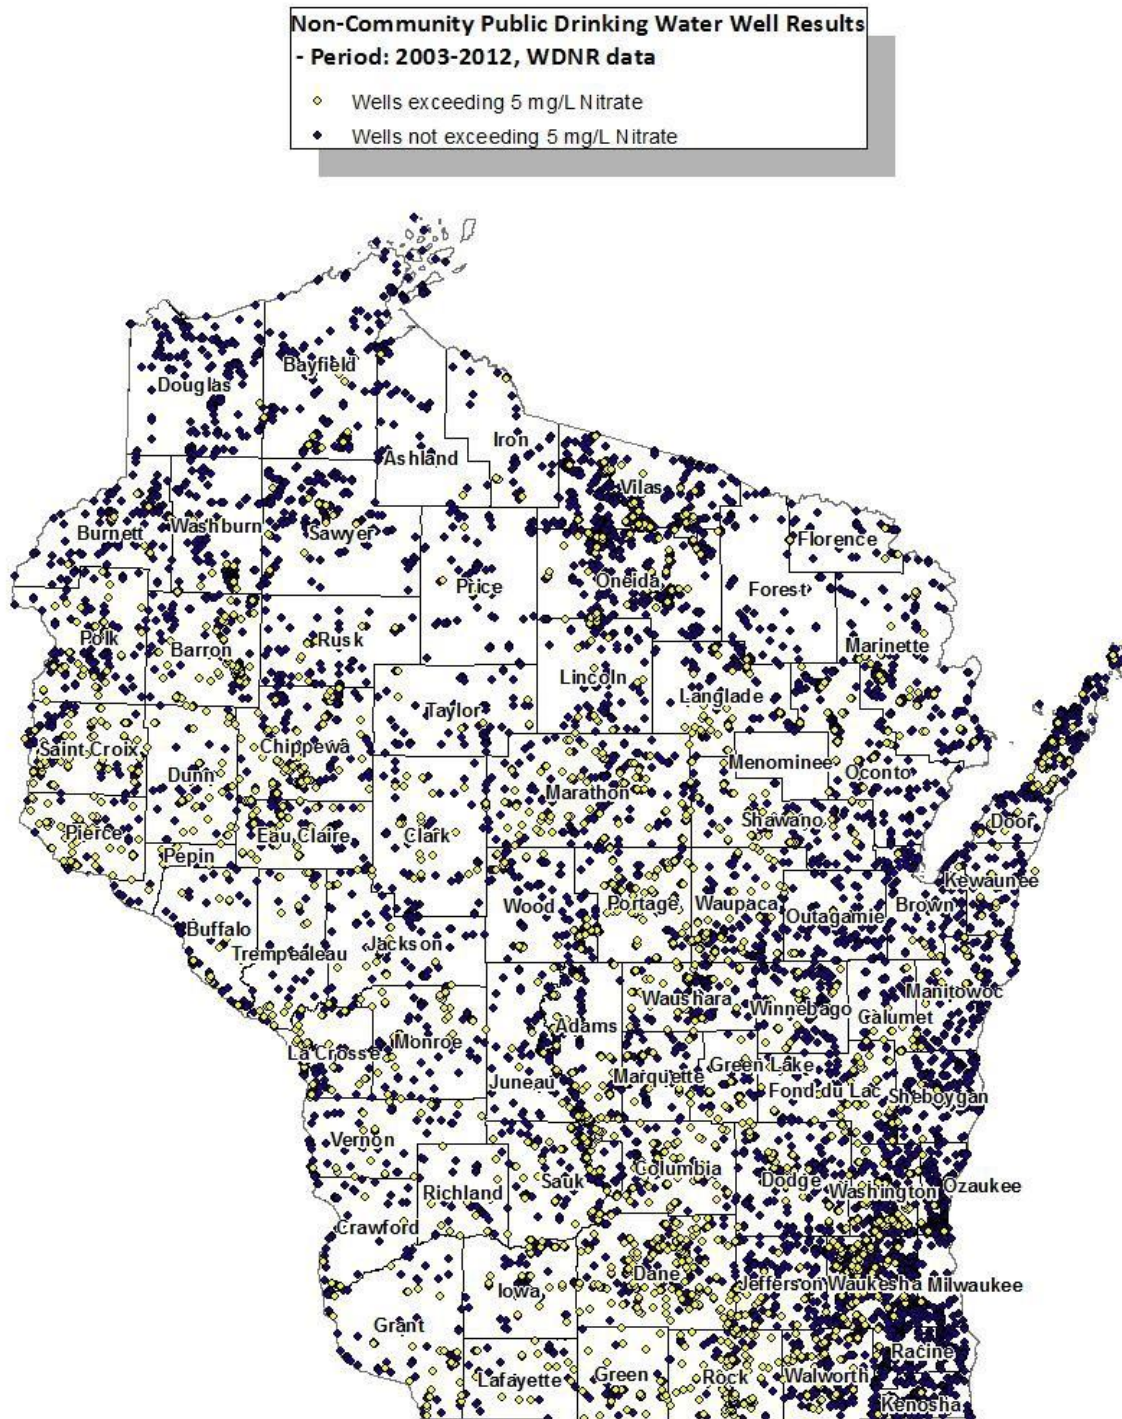 Non-Community Public Drinking Water Well Results
- Period: 2003-2012, WDNR data
Wells exceeding 5 mg/L Nitrate
Wells not exceeding 5 mg/L Nitrate
Bayfield
Douglas
Iron
Ashland
Vilas
Burnett
Washburn
Sawyer
Florence
Price
Oneida
Forest
Polk
Barron
Rusk
Marinette
Lincoln
Langlade
Taylor
Saint Croix
Dunn
Chippewa
Menominee
Oconto
Marathon
Pierce
Eau Claire
Clark
Shawano
Door
Pepin
Kewaunee
Wood
Portage
Waupaca
Outagamie
Brown
Buffalo
Trempealeau
Jackson
Waushara
Winnebago
Manitowoc
Calumet
Adams
La Crosse
Monroe
Juneau
Marquette
Green Lake
Fond du Lac
Sheboygan
Vernon
Columbia
Richland
Sauk
Dodge
Washington
Ozaukee
Crawford
Dane
Iowa
Jefferson
Waukesha
Milwaukee
Grant
Racine
Lafayette
Green
Rock
Walworth
Kenosha